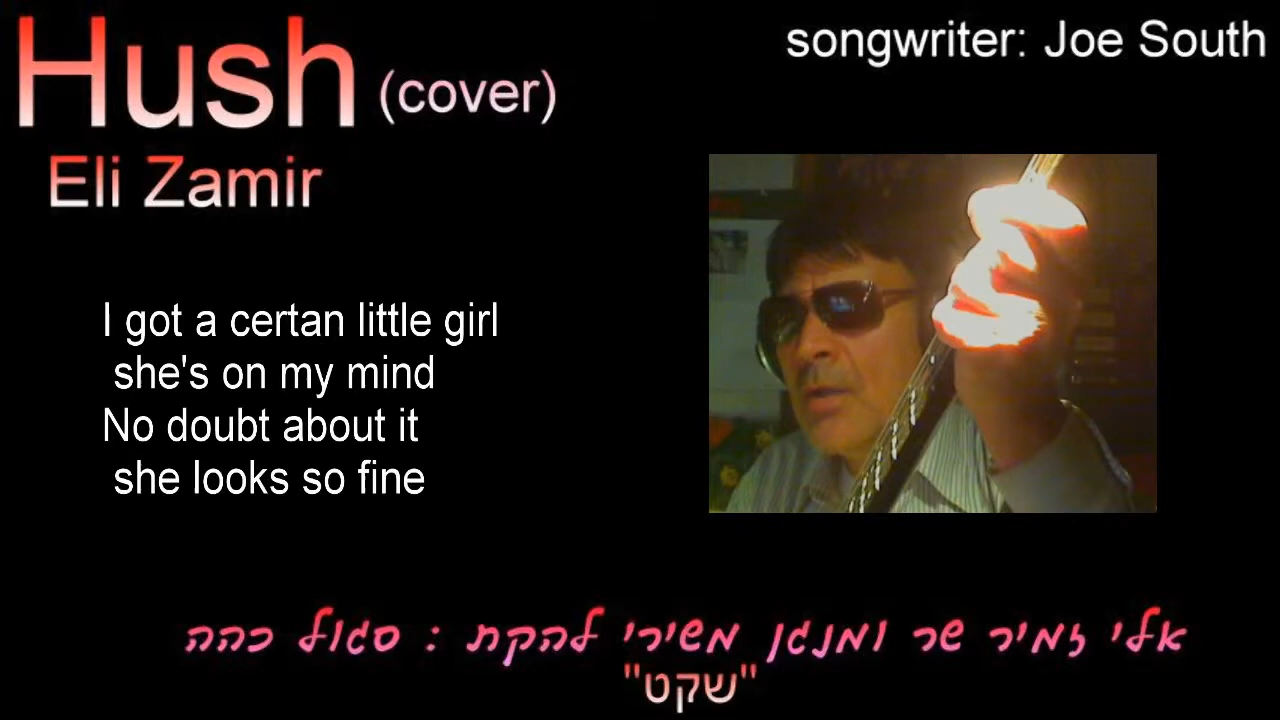 Hush (cover)
songwriter: Joe South
Eli Zamir
I got a certan little girl
she's on my mind
No doubt about it
she looks so fine
אלי זמיר שר ומנגן משירי להקת : סגול כהה
"שקט"